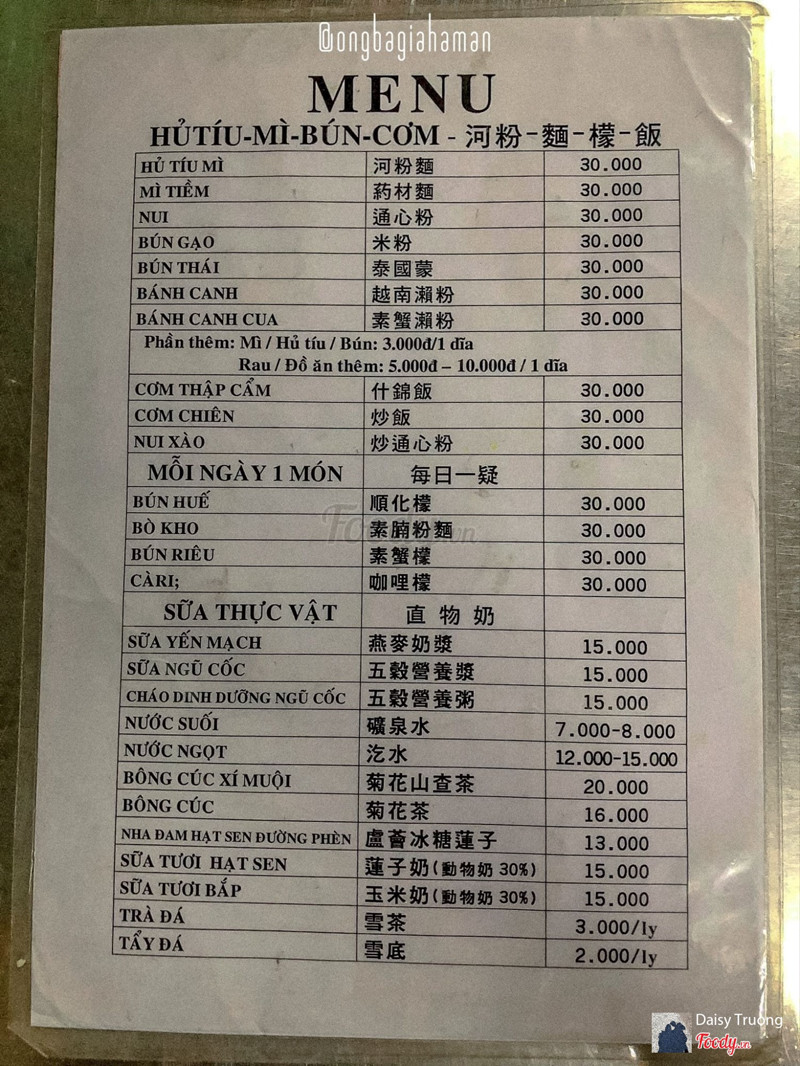 @ongbagiahaman
MENU
HỦTÍU-MÌ-BÚN-CƠM - 河粉-麵-檬-飯
HỦ TÍU MÌ 河粉麵 30.000
MÌ TIỀM 葯材麵 30.000
NUI 通心粉 30.000
BÚN GẠO 米粉 30.000
BÚN THÁI 泰國蒙 30.000
BÁNH CANH 越南瀨粉 30.000
BÁNH CANH CUA 素蟹瀨粉 30.000
Phần thêm: Mì / Hủ tíu / Bún: 3.000đ/1 dĩa
Rau / Đồ ăn thêm: 5.000đ – 10.000đ / 1 dĩa
CƠM THẬP CẨM 什錦飯 30.000
CƠM CHIÊN 炒飯 30.000
NUI XÀO 炒通心粉 30.000
MỖI NGÀY 1 MÓN 每日一疑
BÚN HUẾ 順化檬 30.000
BÒ KHO 素腩粉麵 30.000
BÚN RIÊU 素蟹檬 30.000
CÀRI; 咖哩檬 30.000
SỮA THỰC VẬT 直物奶
SỮA YẾN MẠCH 燕麥奶漿 15.000
SỮA NGŨ CỐC 五穀營養漿 15.000
CHÁO DINH DƯỠNG NGŨ CỐC 五穀營養粥 15.000
NƯỚC SUỐI 礦泉水 7.000-8.000
NƯỚC NGỌT 汔水 12.000-15.000
BÔNG CÚC XÍ MUỘI 菊花山查茶 20.000
BÔNG CÚC 菊花茶 16.000
NHA ĐAM HẠT SEN ĐƯỜNG PHÈN 盧薈冰糖蓮子 13.000
SỮA TƯƠI HẠT SEN 蓮子奶(動物奶 30%) 15.000
SỮA TƯƠI BẮP 玉米奶(動物奶 30%) 15.000
TRÀ ĐÁ 雪茶 3.000/ly
TẨY ĐÁ 雪底 2.000/ly
Foody.vn
Daisy Truong
Foody.vn